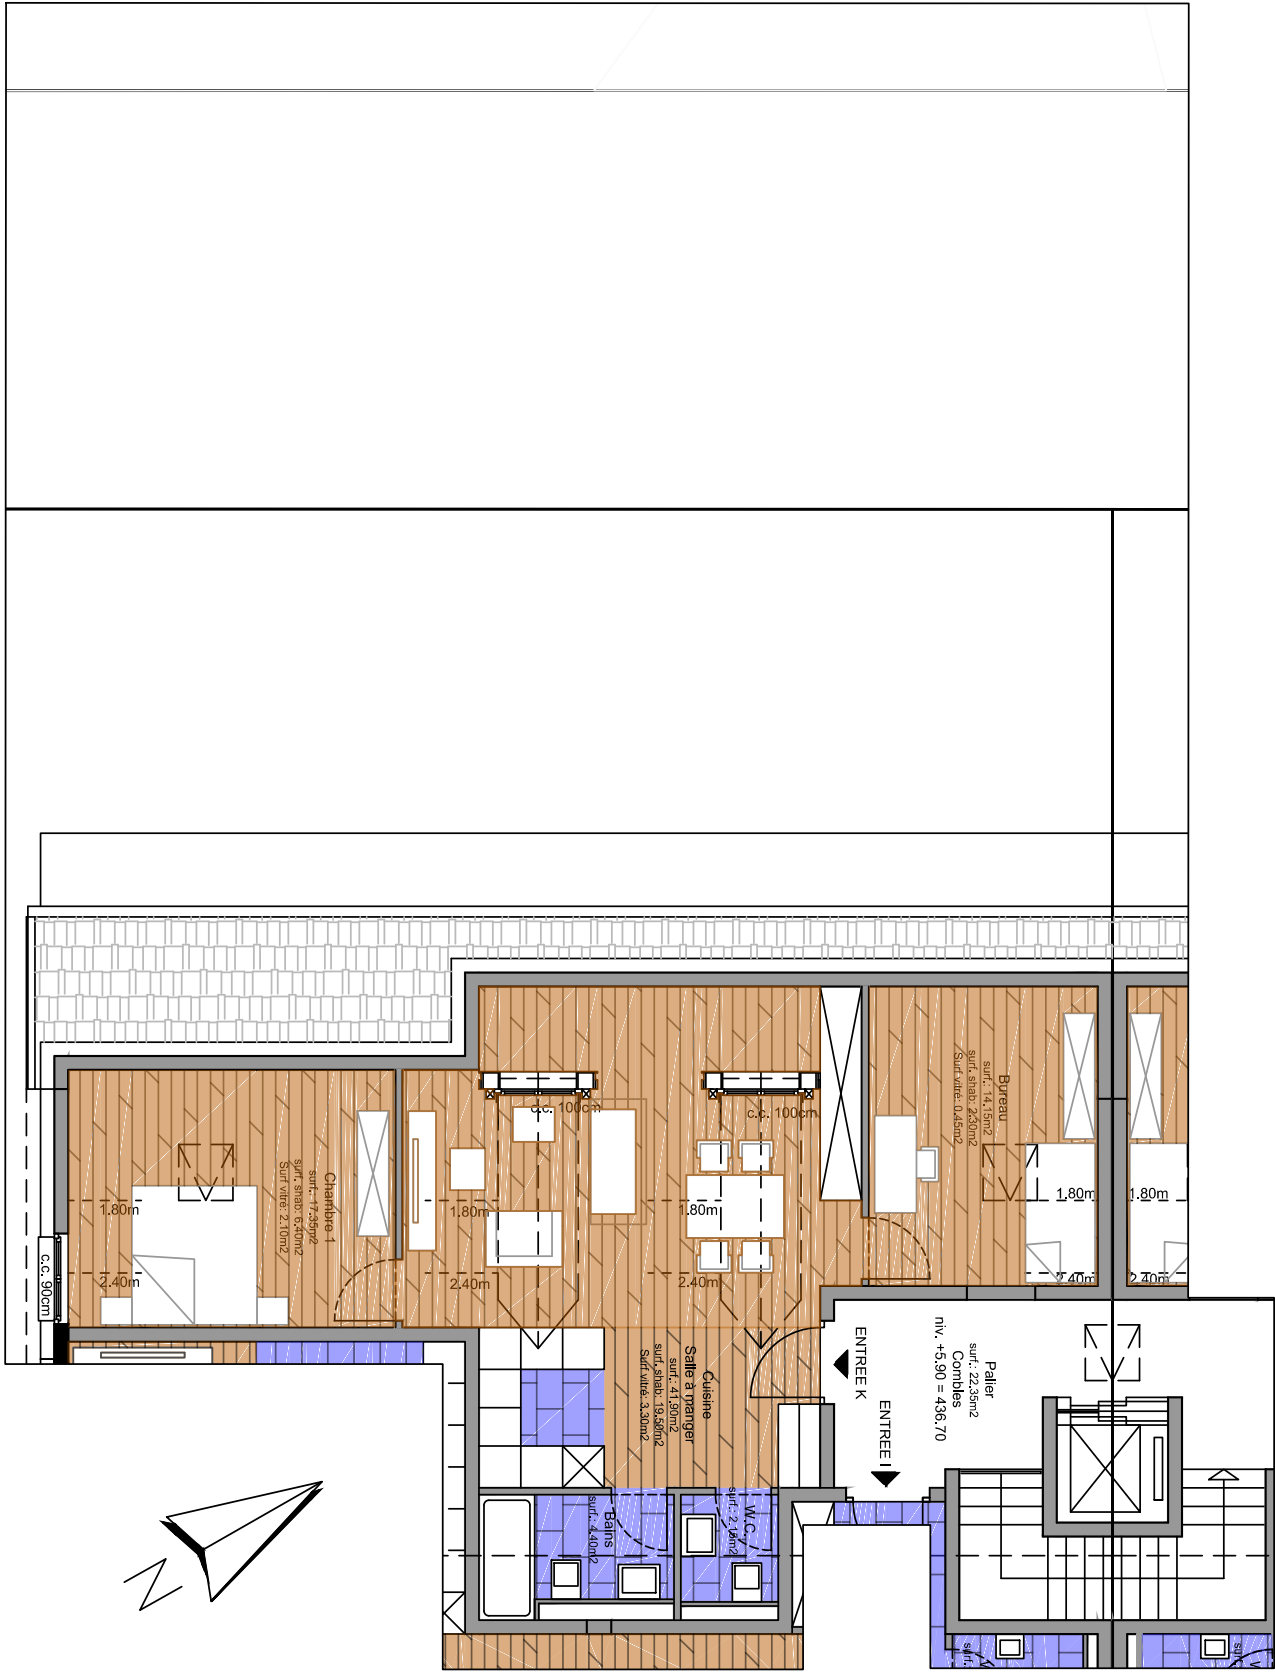 Chambre 1
surf.: 17.35m2
surf. shab: 6.40m2
Surf vitré: 2.10m2
1.80m
2.40m
c.c. 90cm
c.c. 100cm
c.c. 100cm
1.80m
2.40m
1.80m
2.40m
Bureau
surf.: 14.15m2
surf. shab: 2.30m2
Surf vitré: 0.45m2
1.80m
2.40m
1.80m
2.40m
Cuisine
Salle à manger
surf.: 41.90m2
surf. shab: 19.50m2
Surf vitré: 3.30m2
ENTREE K
ENTREE I
Palier
surf.: 22.35m2
Combles
niv. +5.90 = 436.70
Bains
surf.: 4.40m2
W.C.
surf.: 2.15m2
N
surf.
surf.